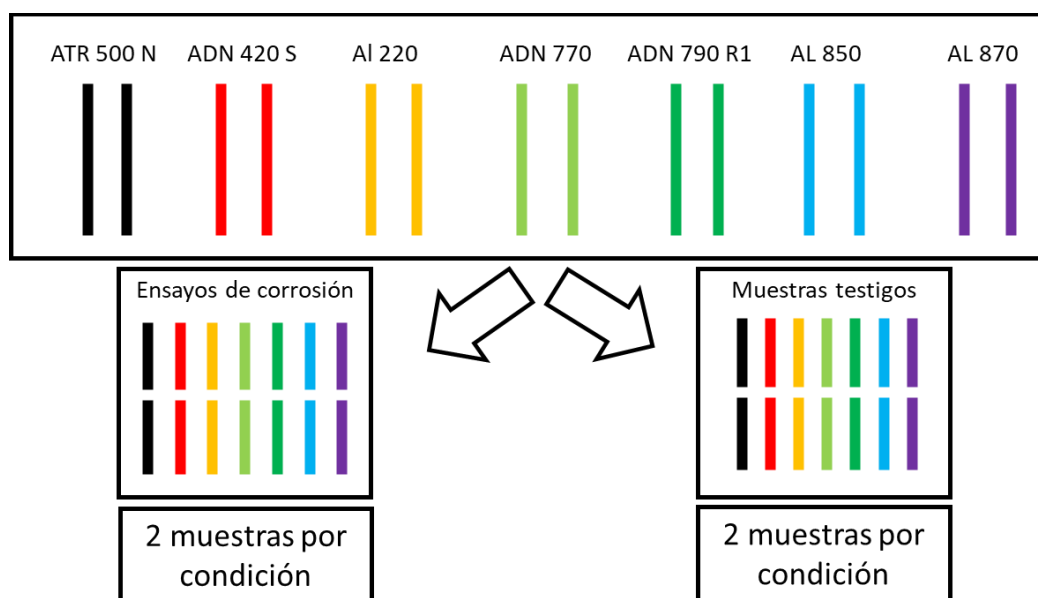 ATR 500 N ADN 420 S Al 220 ADN 770 ADN 790 R1 AL 850 AL 870
Ensayos de corrosión
Muestras testigos
2 muestras por
condición
2 muestras por
condición